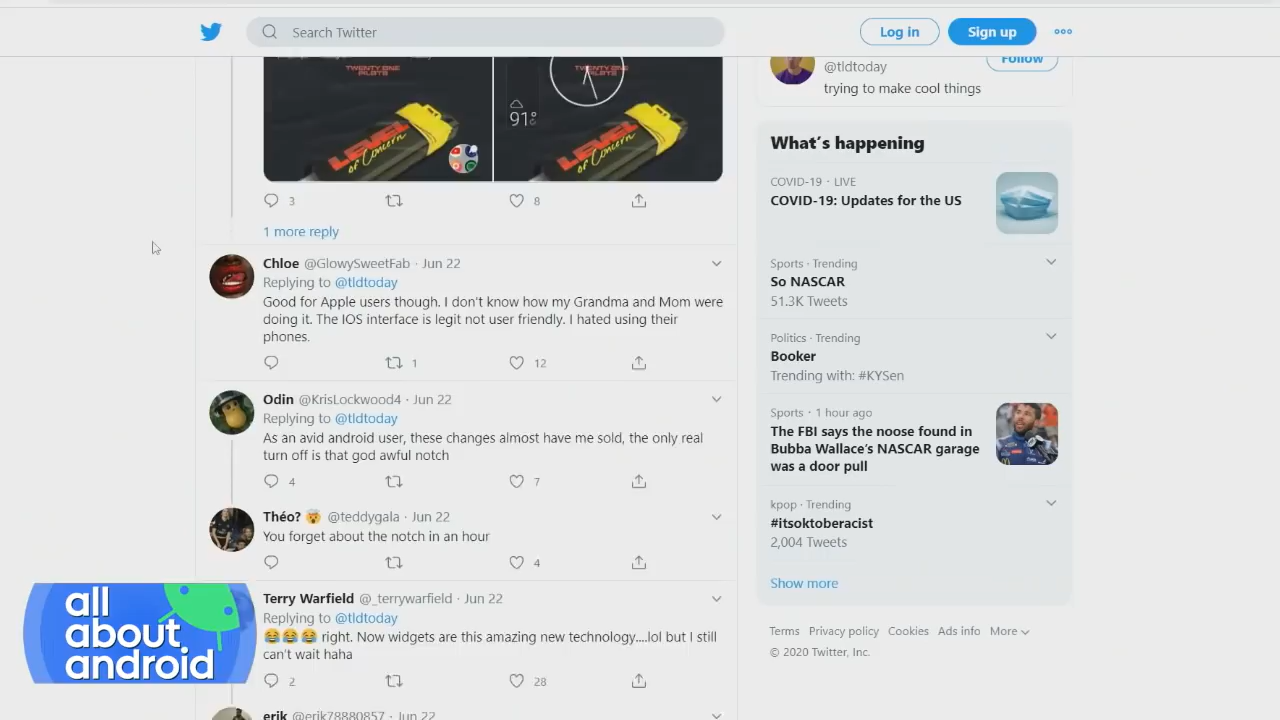 Search Twitter
Log in
Sign up
TWENTY ONE
PILOTS
TWENTY ONE
PILOTS
91°
LEVEL
of Concern
LEVEL
of Concern
3
8
1 more reply
Chloe @GlowySweetFab · Jun 22
Replying to @tldtoday
Good for Apple users though. I don't know how my Grandma and Mom were
doing it. The IOS interface is legit not user friendly. I hated using their
phones.
1
12
Odin @KrisLockwood4 · Jun 22
Replying to @tldtoday
As an avid android user, these changes almost have me sold, the only real
turn off is that god awful notch
4
7
Théo? 🤯 @teddygala · Jun 22
You forget about the notch in an hour
4
Terry Warfield @_terrywarfield · Jun 22
Replying to @tldtoday
😂😂😂 right. Now widgets are this amazing new technology....lol but I still
can't wait haha
2
28
erik @erik78880857 · Jun 22
@tldtoday
Follow
trying to make cool things
What's happening
COVID-19 · LIVE
COVID-19: Updates for the US
Sports · Trending
So NASCAR
51.3K Tweets
Politics · Trending
Booker
Trending with: #KYSen
Sports · 1 hour ago
The FBI says the noose found in
Bubba Wallace's NASCAR garage
was a door pull
kpop · Trending
#itsoktoberacist
2,004 Tweets
Show more
Terms Privacy policy Cookies Ads info More
© 2020 Twitter, Inc.
all
about
android